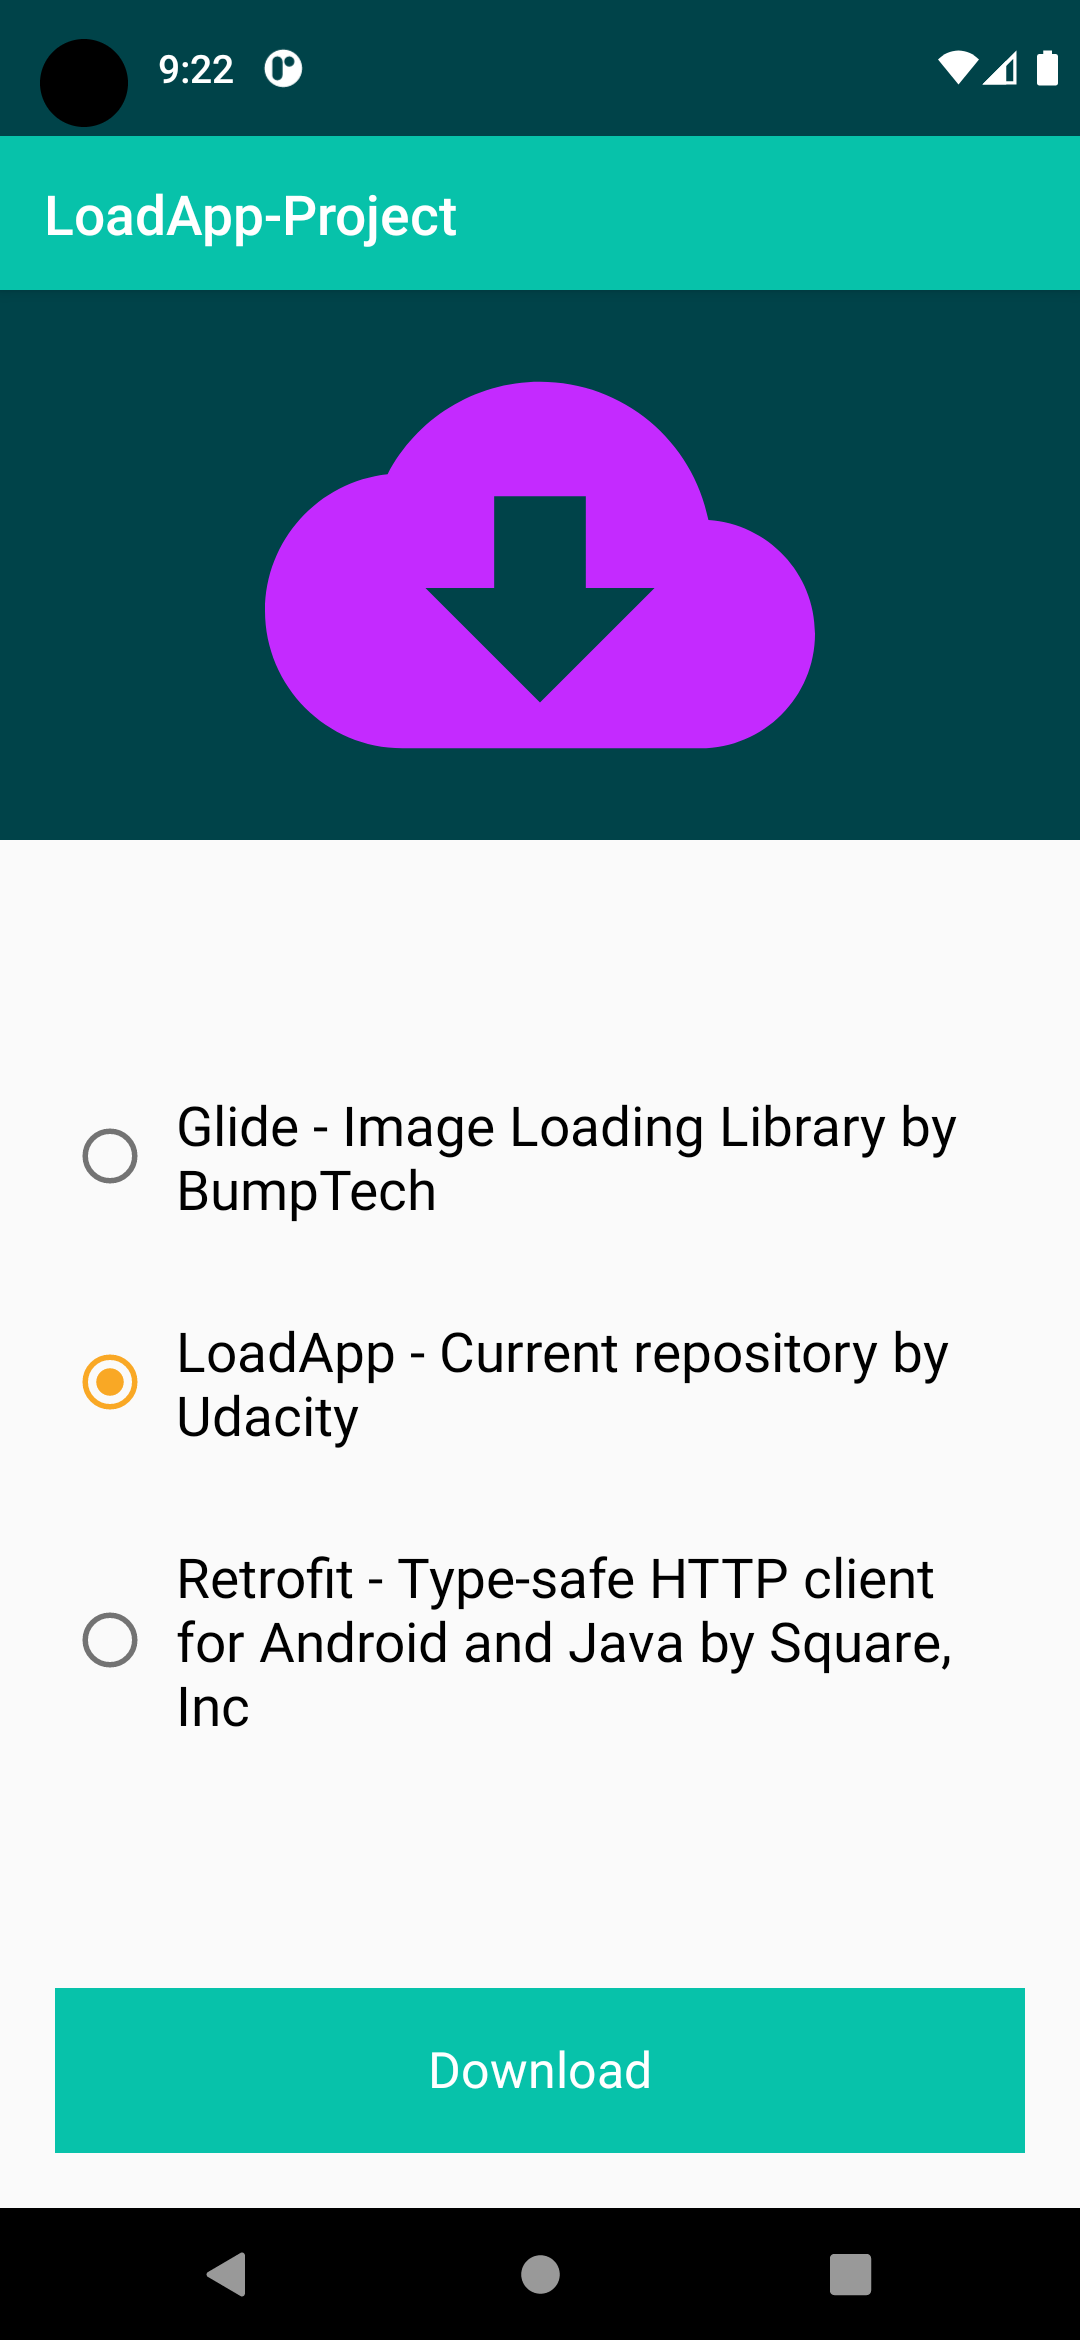 9:22
LoadApp-Project
Glide - Image Loading Library by
BumpTech
LoadApp - Current repository by
Udacity
Retrofit - Type-safe HTTP client
for Android and Java by Square,
Inc
Download